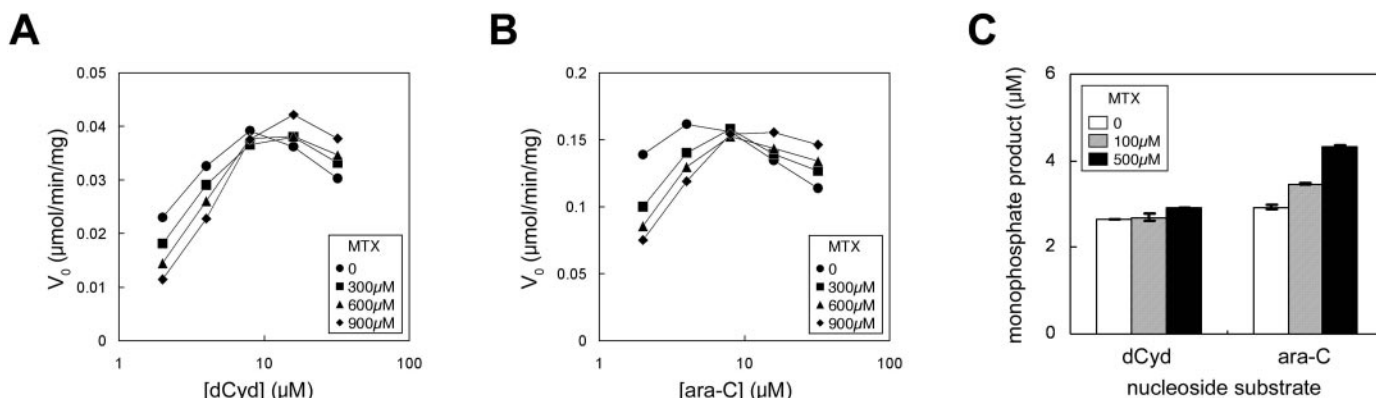 A
V₀ (µmol/min/mg)
0.05
0.04
0.03
0.02
0.01
0
1
10
100
[dCyd] (µM)
MTX
0
300µM
600µM
900µM
B
V₀ (µmol/min/mg)
0.2
0.15
0.1
0.05
0
1
10
100
[ara-C] (µM)
MTX
0
300µM
600µM
900µM
C
monophosphate product (µM)
6
4
2
0
MTX
0
100µM
500µM
dCyd
ara-C
nucleoside substrate